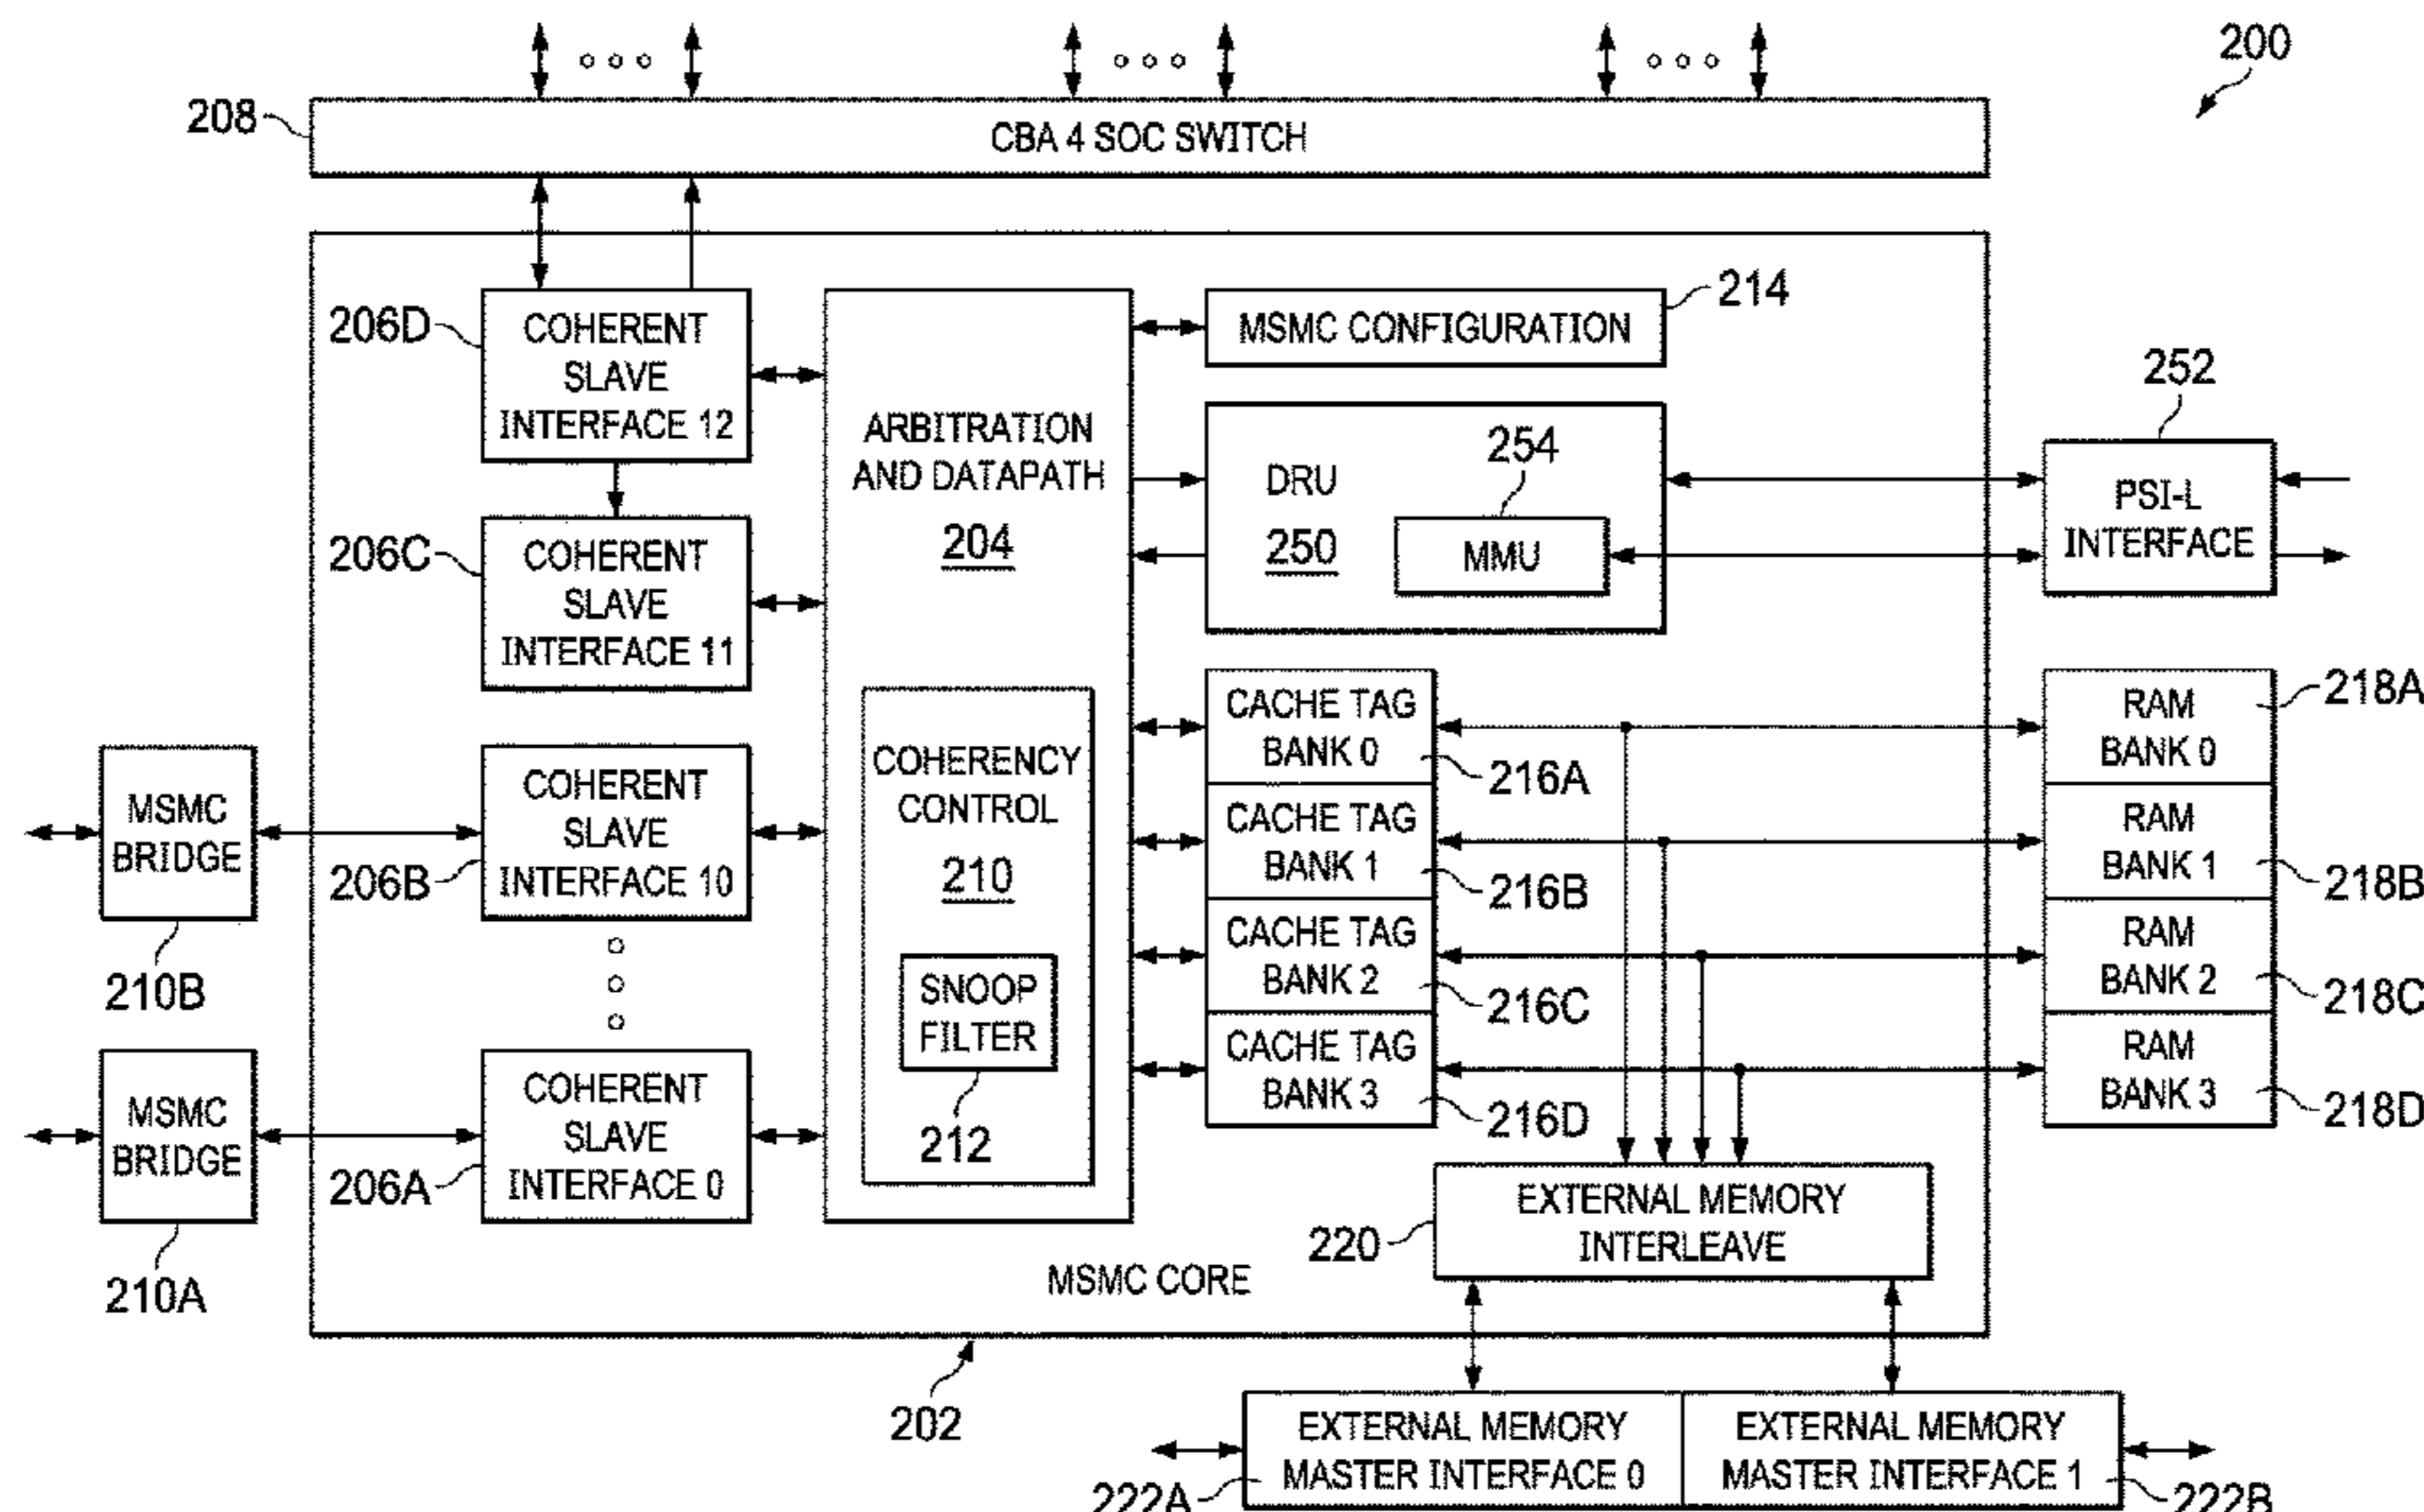 200
208
CBA 4 SOC SWITCH
206D
COHERENT
SLAVE
INTERFACE 12
206C
COHERENT
SLAVE
INTERFACE 11
MSMC
BRIDGE
210B
206B
COHERENT
SLAVE
INTERFACE 10
MSMC
BRIDGE
210A
206A
COHERENT
SLAVE
INTERFACE 0
ARBITRATION
AND DATAPATH
204
COHERENCY
CONTROL
210
SNOOP
FILTER
212
214
MSMC CONFIGURATION
DRU
250
254
MMU
252
PSI-L
INTERFACE
CACHE TAG
BANK 0
216A
CACHE TAG
BANK 1
216B
CACHE TAG
BANK 2
216C
CACHE TAG
BANK 3
216D
RAM
BANK 0
218A
RAM
BANK 1
218B
RAM
BANK 2
218C
RAM
BANK 3
218D
220
EXTERNAL MEMORY
INTERLEAVE
MSMC CORE
202
EXTERNAL MEMORY
MASTER INTERFACE 0
222A
EXTERNAL MEMORY
MASTER INTERFACE 1
222B